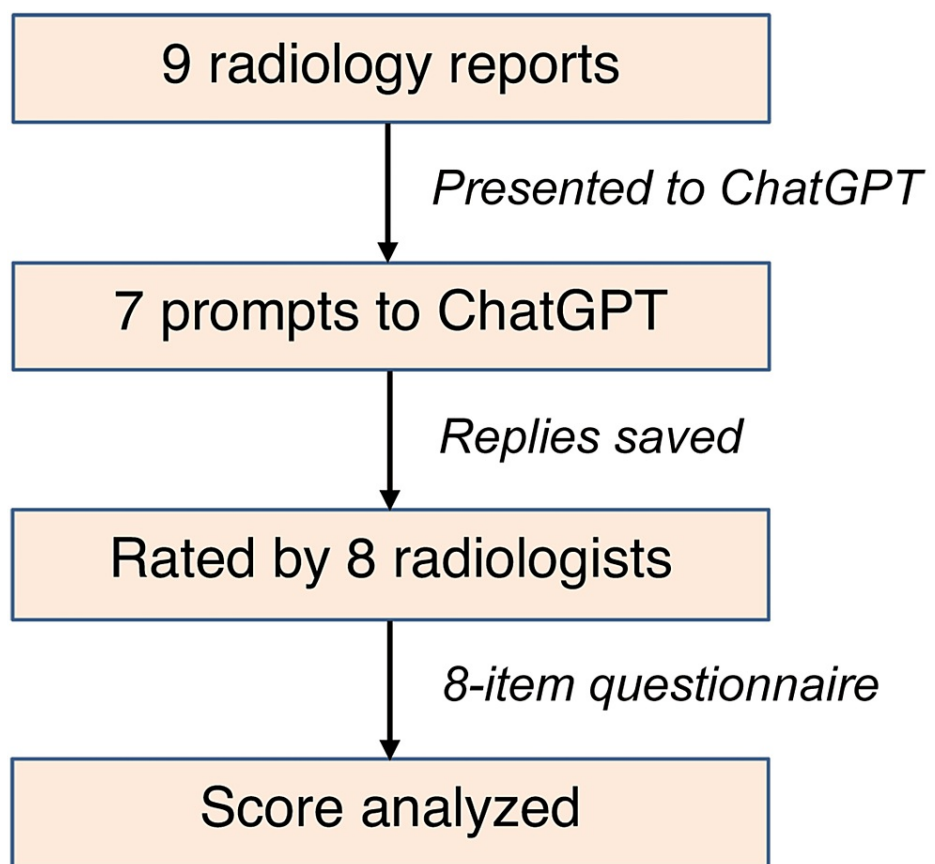 9 radiology reports
Presented to ChatGPT
7 prompts to ChatGPT
Replies saved
Rated by 8 radiologists
8-item questionnaire
Score analyzed